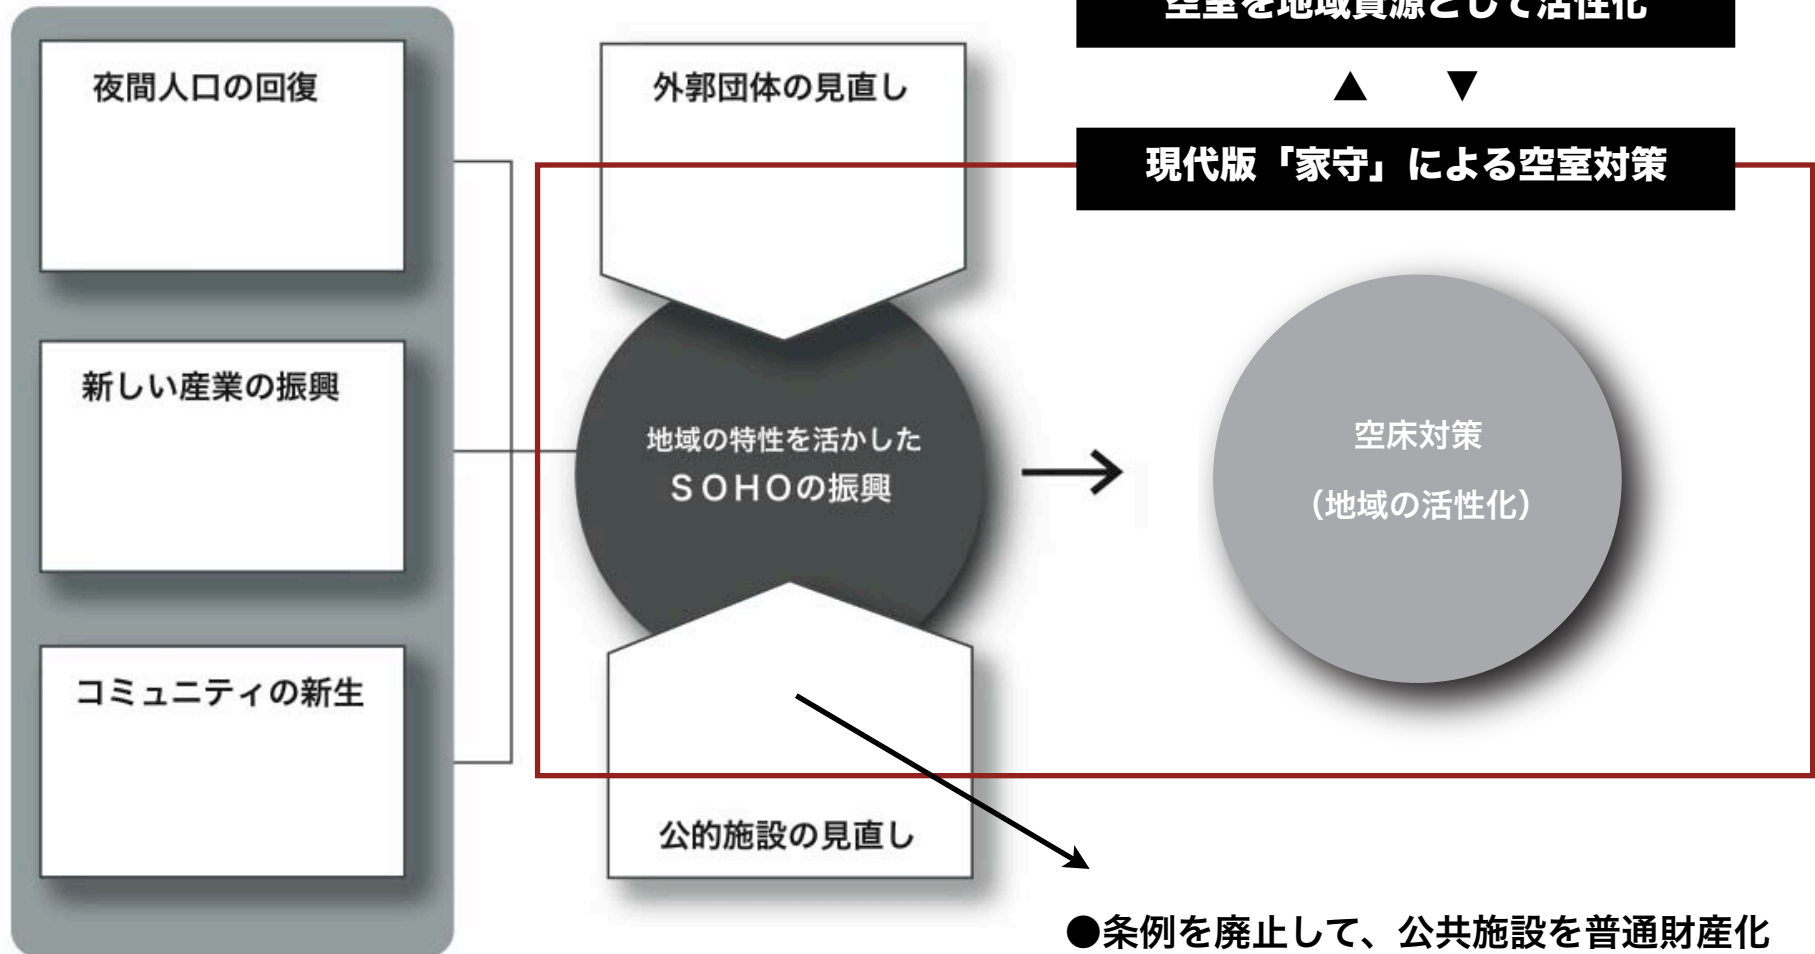 夜間人口の回復
新しい産業の振興
コミュニティの新生
外郭団体の見直し
地域の特性を活かした
ＳＯＨＯの振興
公的施設の見直し
空室を地域資源として活性化
▲ ▼
現代版「家守」による空室対策
空床対策
（地域の活性化）
●条例を廃止して、公共施設を普通財産化